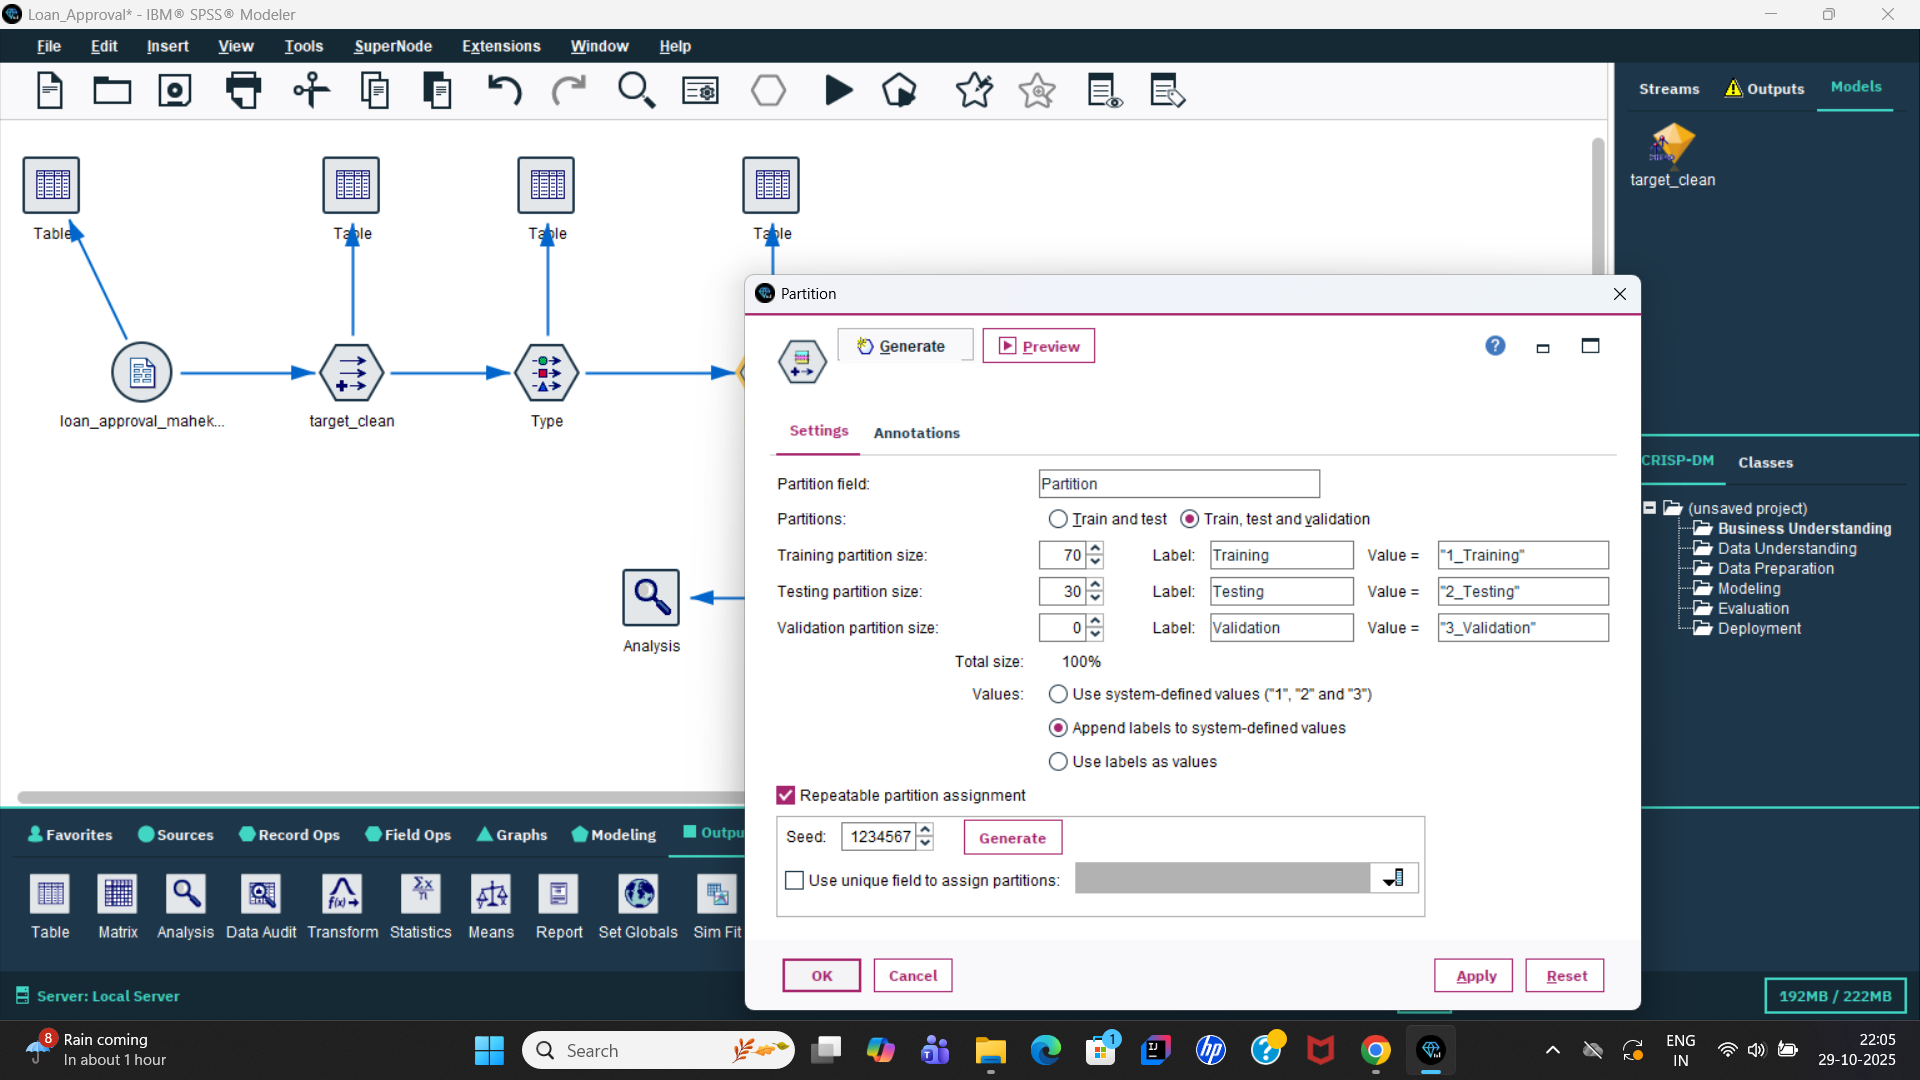 Loan_Approval* - IBM® SPSS® Modeler
File Edit Insert View Tools SuperNode Extensions Window Help
Streams Outputs Models
target_clean
Table Table Table Table
loan_approval_mahek... target_clean Type
Analysis
Partition
Generate Preview
Settings Annotations
Partition field: Partition
Partitions: Train and test Train, test and validation
Training partition size: 70 Label: Training Value = "1_Training"
Testing partition size: 30 Label: Testing Value = "2_Testing"
Validation partition size: 0 Label: Validation Value = "3_Validation"
Total size: 100%
Values: Use system-defined values ("1", "2" and "3")
Append labels to system-defined values
Use labels as values
Repeatable partition assignment
Seed: 1234567 Generate
Use unique field to assign partitions:
OK Cancel Apply Reset
CRISP-DM Classes
(unsaved project)
Business Understanding
Data Understanding
Data Preparation
Modeling
Evaluation
Deployment
Favorites Sources Record Ops Field Ops Graphs Modeling Outpu
Table Matrix Analysis Data Audit Transform Statistics Means Report Set Globals Sim Fit
Server: Local Server
192MB / 222MB
8 Rain coming
In about 1 hour
Search
1
ENG
IN
22:05
29-10-2025